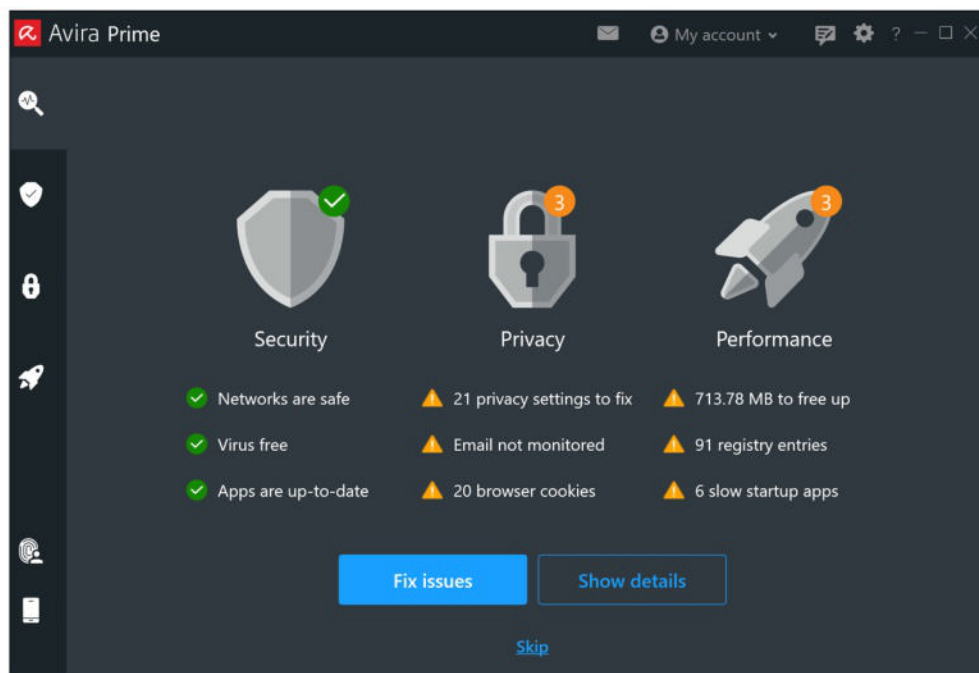 Avira Prime
My account
?
3
3
Security
Privacy
Performance
Networks are safe
21 privacy settings to fix
713.78 MB to free up
Virus free
Email not monitored
91 registry entries
Apps are up-to-date
20 browser cookies
6 slow startup apps
Fix issues
Show details
Skip